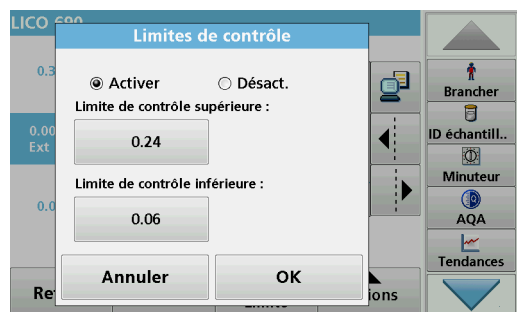 LICO 690
Limites de contrôle
Activer
Désact.
Limite de contrôle supérieure :
0.24
Limite de contrôle inférieure :
0.06
Annuler
OK
0.3
0.00
Ext
0.0
Brancher
ID échantill..
Minuteur
AQA
Tendances